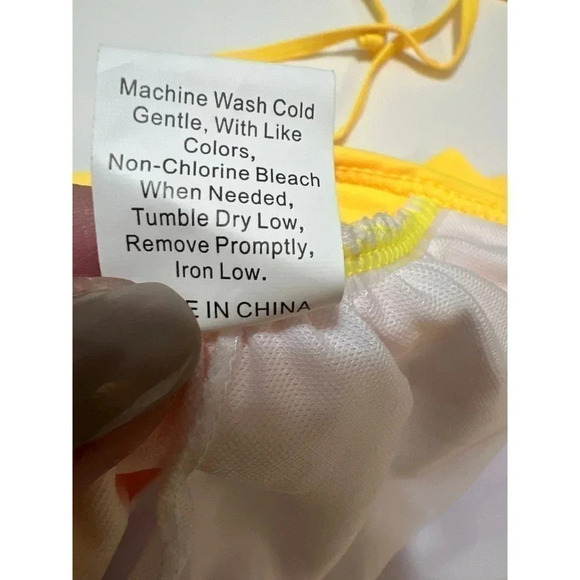 Machine Wash Cold
Gentle, With Like
Colors,
Non-Chlorine Bleach
When Needed,
Tumble Dry Low,
Remove Promptly,
Iron Low.
E IN CHINA